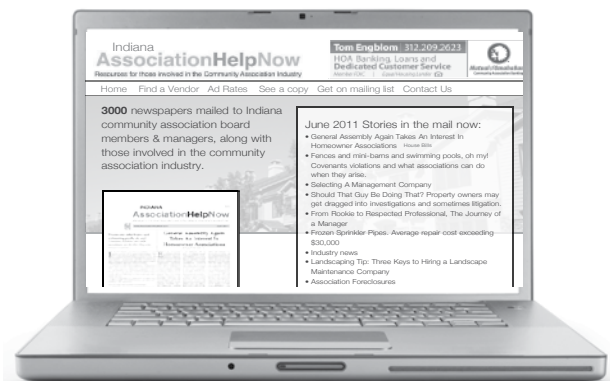 Indiana
AssociationHelpNow
Resources for those involved in the Community Association Industry
Tom Engblom 312.209.2623
HOA Banking, Loans and
Dedicated Customer Service
Home Find a Vendor Ad Rates See a copy Get on mailing list Contact Us
3000 newspapers mailed to Indiana
community association board
members & managers, along with
those involved in the community
association industry.
INDIANA
AssociationHelpNow
General Assembly Again
Takes An Interest In
Homeowner Associations
June 2011 Stories in the mail now:
• General Assembly Again Takes An Interest In
Homeowner Associations House Bills
• Fences and mini-barns and swimming pools, oh my!
Covenants violations and what associations can do
when they arise.
• Selecting A Management Company
• Should That Guy Be Doing That? Property owners may
get dragged into investigations and sometimes litigation.
• From Rookie to Respected Professional, The Journey of
a Manager
• Frozen Sprinkler Pipes. Average repair cost exceeding
$30,000
• Industry news
• Landscaping Tip: Three Keys to Hiring a Landscape
Maintenance Company
• Association Foreclosures